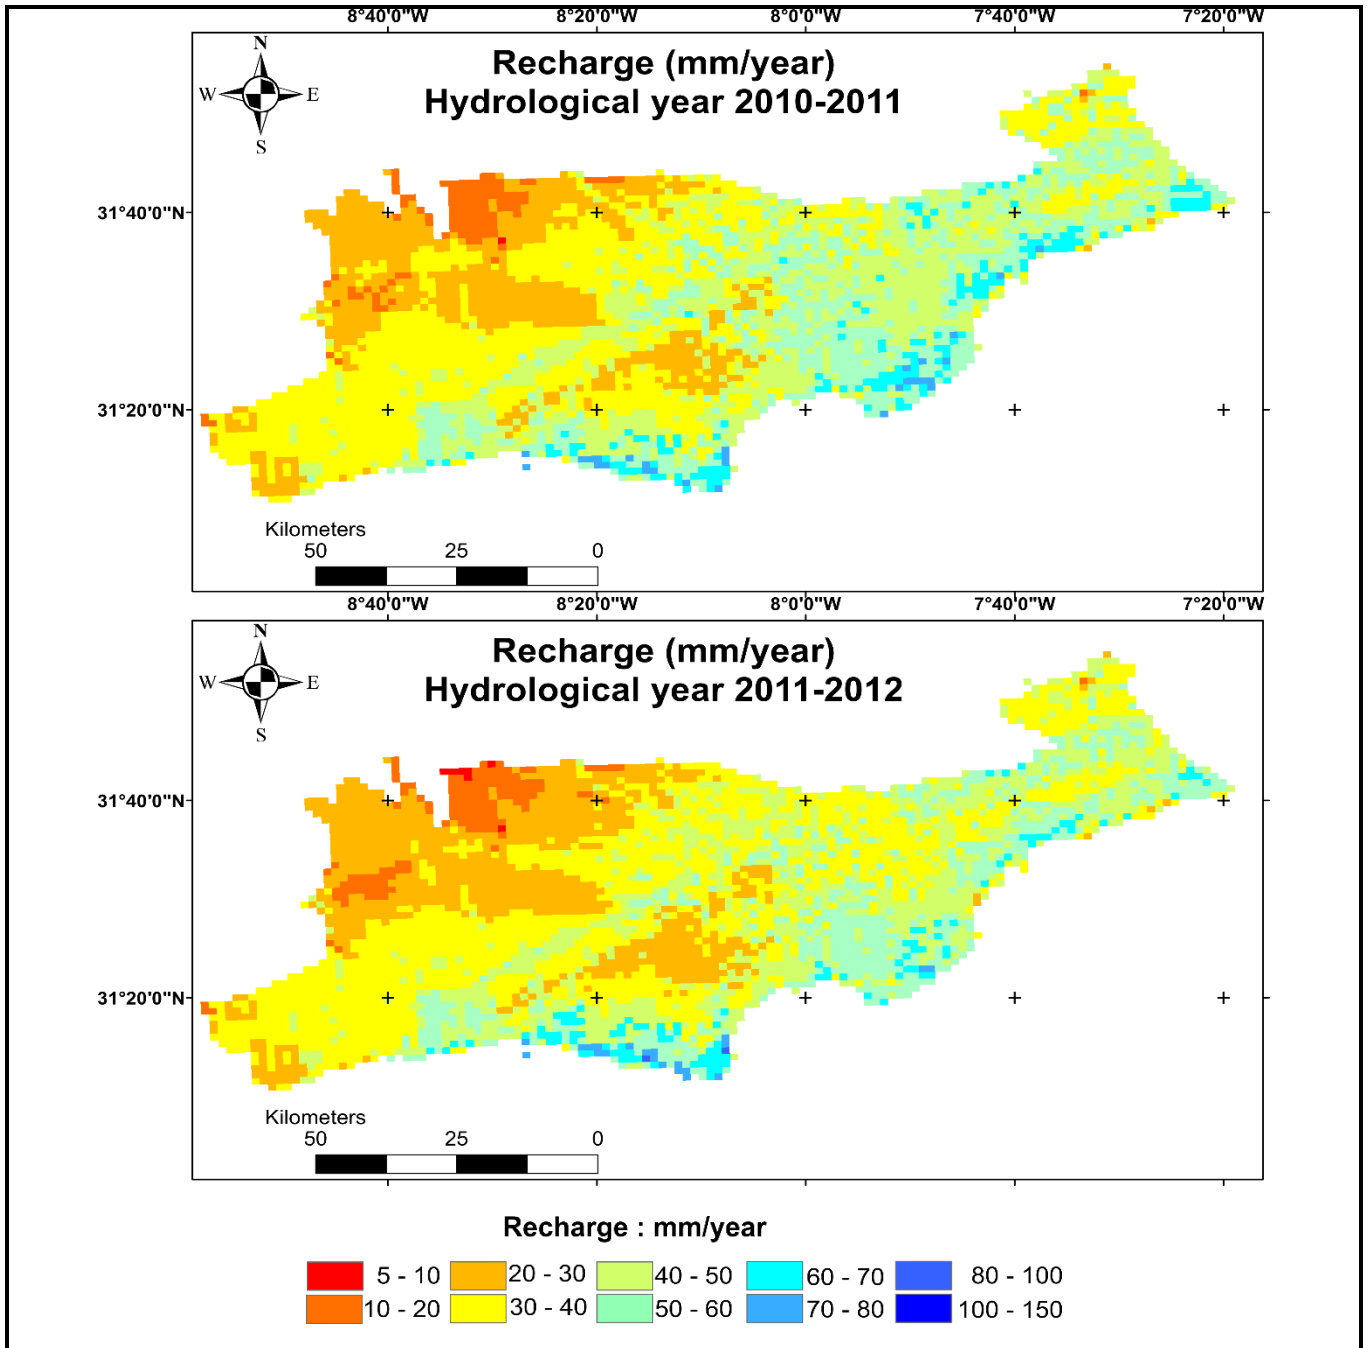 8°40'0"W 8°20'0"W 8°0'0"W 7°40'0"W 7°20'0"W
N
W E
S
Recharge (mm/year)
Hydrological year 2010-2011
31°40'0"N
31°20'0"N
Kilometers
50 25 0
8°40'0"W 8°20'0"W 8°0'0"W 7°40'0"W 7°20'0"W
N
W E
S
Recharge (mm/year)
Hydrological year 2011-2012
31°40'0"N
31°20'0"N
Kilometers
50 25 0
Recharge : mm/year
5 - 10 20 - 30 40 - 50 60 - 70 80 - 100
10 - 20 30 - 40 50 - 60 70 - 80 100 - 150